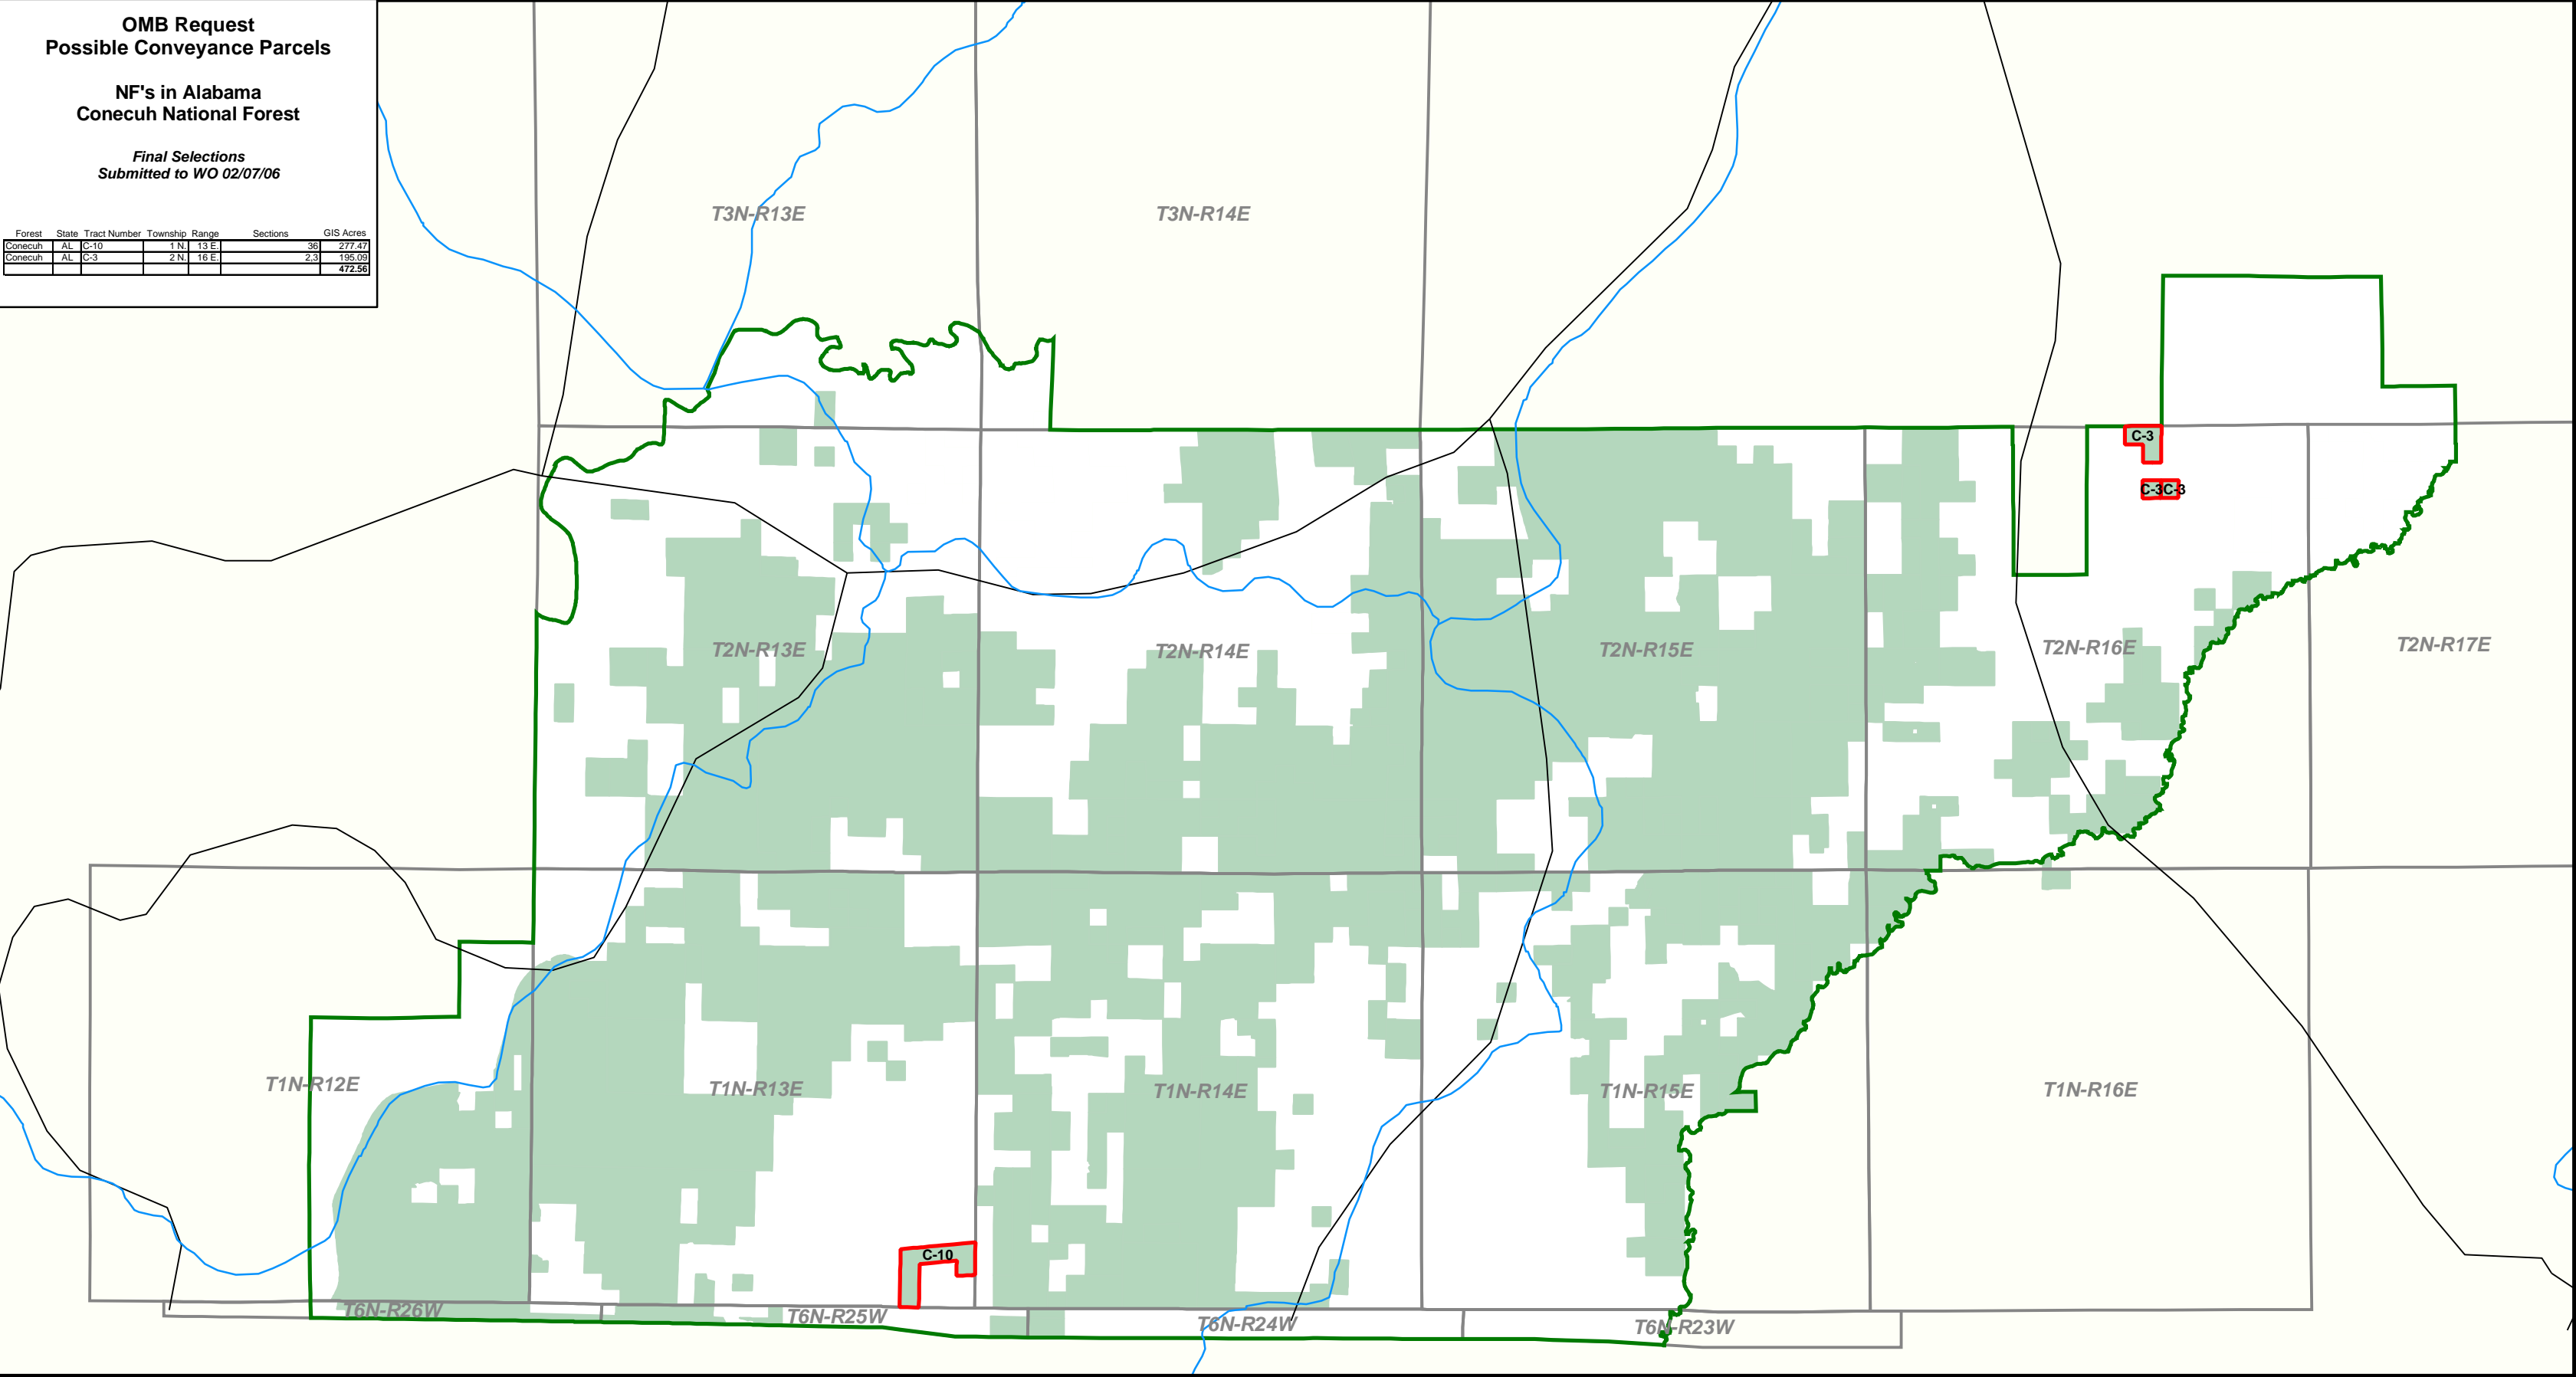 OMB Request
Possible Conveyance Parcels
NF's in Alabama
Conecuh National Forest
Final Selections
Submitted to WO 02/07/06
Forest State Tract Number Township Range Sections GIS Acres
Conecuh AL C-10 1 N. 13 E. 36 277.47
Conecuh AL C-3 2 N. 16 E. 2,3 195.09
472.56
T3N-R13E
T3N-R14E
C-3
C-3 C-3
T2N-R13E
T2N-R14E
T2N-R15E
T2N-R16E
T2N-R17E
T1N-R12E
T1N-R13E
T1N-R14E
T1N-R15E
T1N-R16E
C-10
T6N-R26W
T6N-R25W
T6N-R24W
T6N-R23W